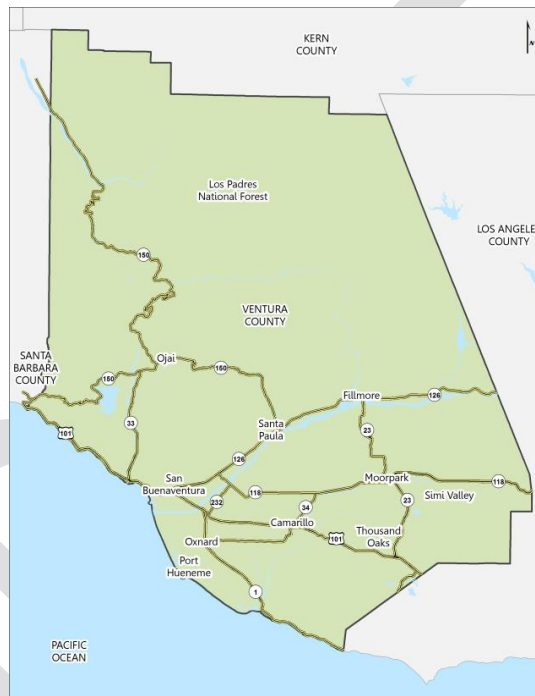 KERN
COUNTY
N
Los Padres
National Forest
LOS ANGELE
COUNTY
150
VENTURA
COUNTY
SANTA
BARBARA
COUNTY
Ojai
150
150
Fillmore
126
101
33
Santa
Paula
23
126
San
Buenaventura
Moorpark
118
118
Simi Valley
232
34
23
Camarillo
Thousand
Oaks
101
Oxnard
Port
Hueneme
1
PACIFIC
OCEAN